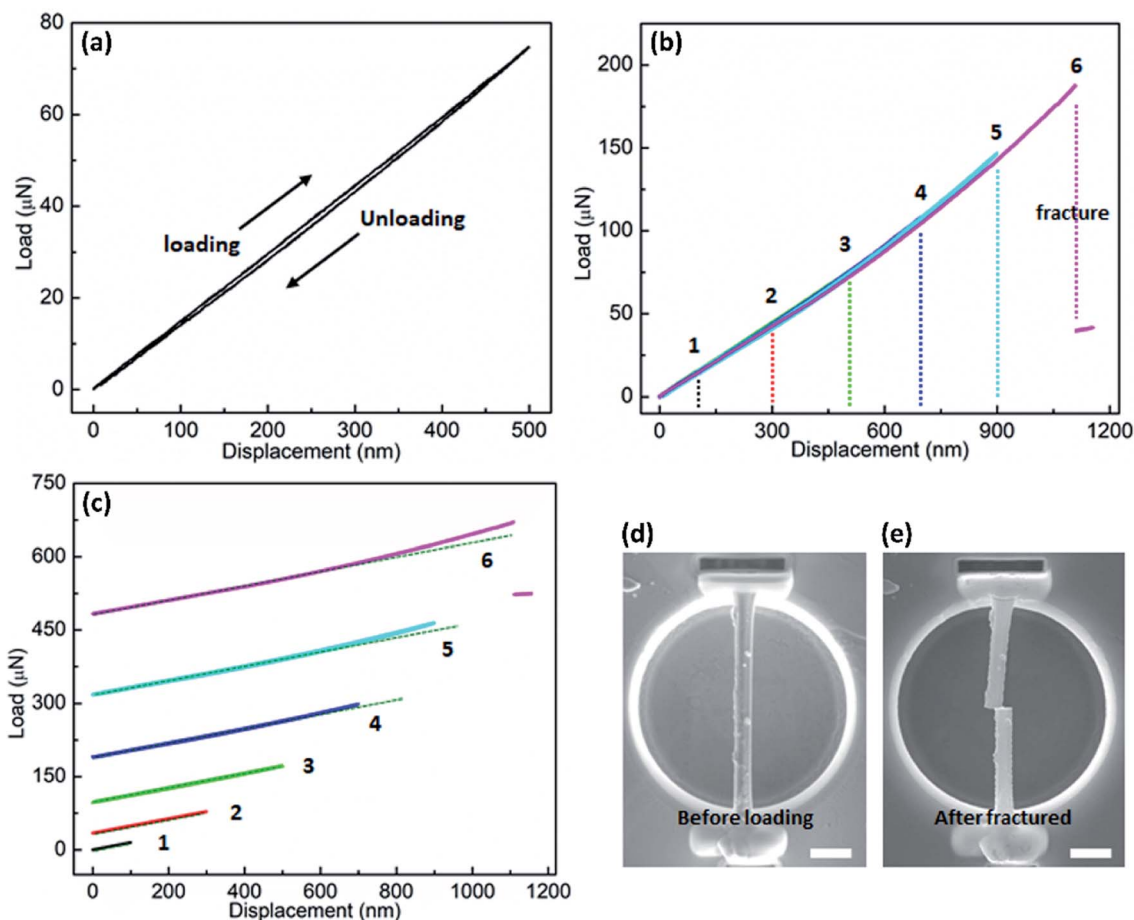 (a)
80
60
40
20
0
Load (μN)
loading
Unloading
0 100 200 300 400 500
Displacement (nm)
(b)
200
150
100
50
0
Load (μN)
1
2
3
4
5
6
fracture
0 300 600 900 1200
Displacement (nm)
(c)
750
600
450
300
150
0
Load (μN)
6
5
4
3
2
1
0 200 400 600 800 1000 1200
Displacement (nm)
(d)
Before loading
(e)
After fractured